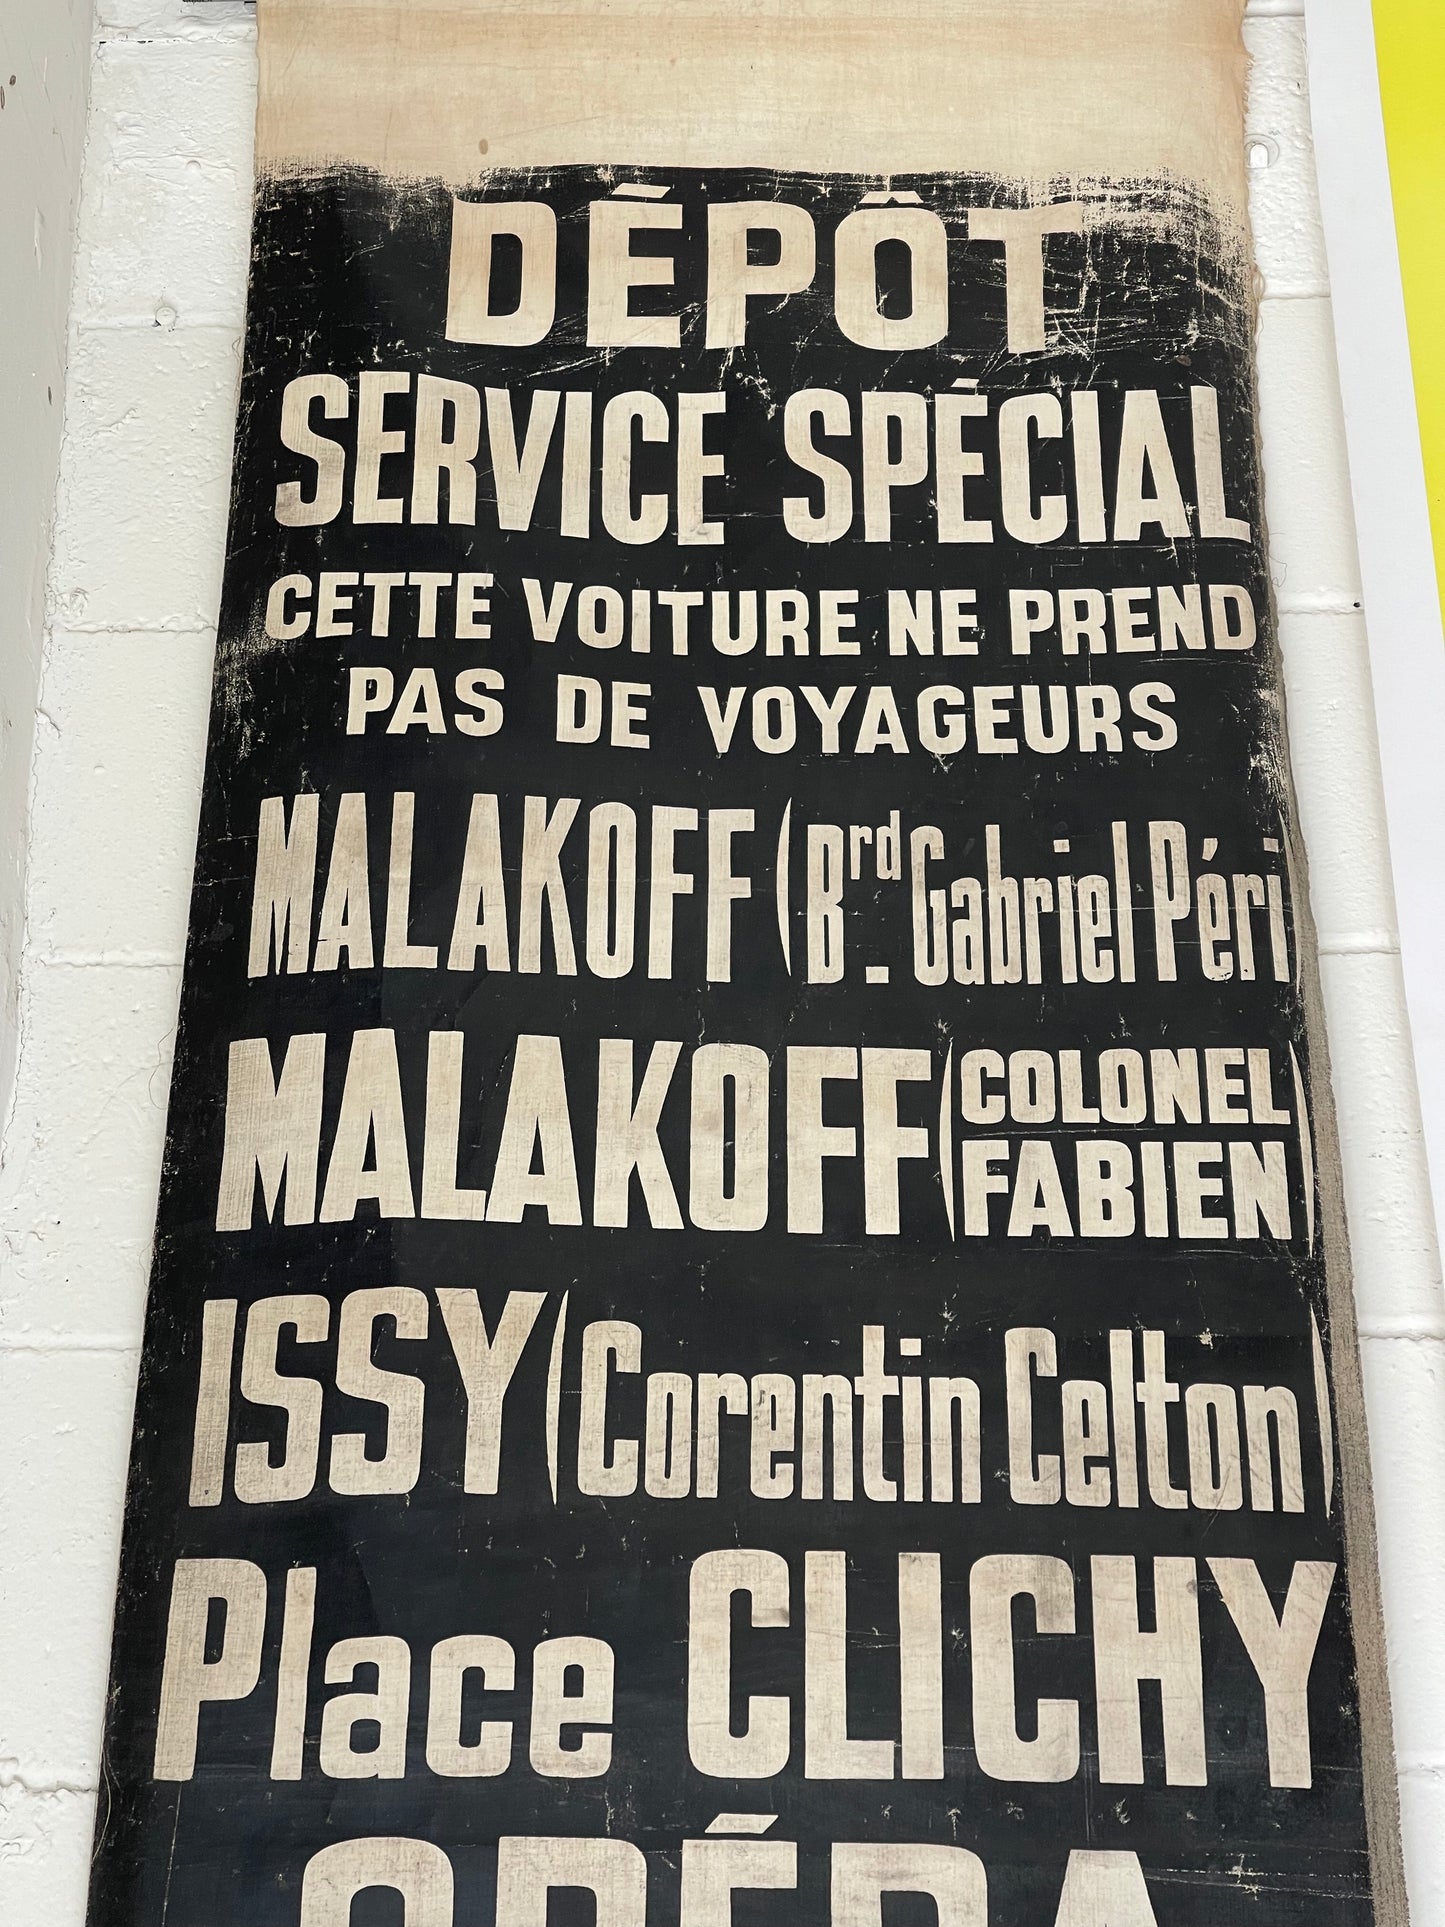 DÉPÔT
SERVICE SPÉCIAL
CETTE VOITURE NE PREND
PAS DE VOYAGEURS
MALAKOFF (Brd Gabriel Péri)
MALAKOFF (COLONEL
FABIEN)
ISSY (Corentin Celton)
Place CLICHY
OPÉRA